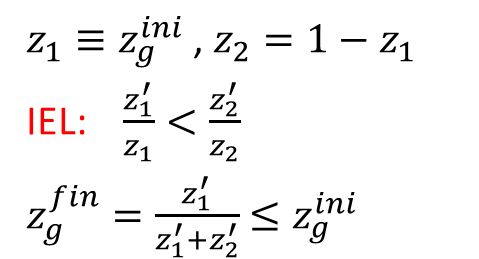 z₁ ≡ z_g^{ini} , z₂ = 1 − z₁
IEL: z₁′/z₁ < z₂′/z₂
z_g^{fin} = z₁′/(z₁′+z₂′) ≤ z_g^{ini}